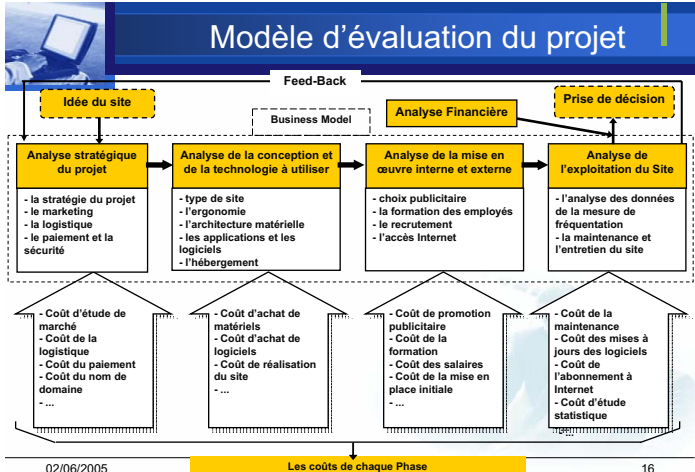 Modèle d'évaluation du projet
Feed-Back
Idée du site
Business Model
Analyse Financière
Prise de décision
Analyse stratégique
du projet
- la stratégie du projet
- le marketing
- la logistique
- le paiement et la
sécurité
Analyse de la conception et
de la technologie à utiliser
- type de site
- l'ergonomie
- l'architecture matérielle
- les applications et les
logiciels
- l'hébergement
Analyse de la mise en
œuvre interne et externe
- choix publicitaire
- la formation des employés
- le recrutement
- l'accès Internet
Analyse de
l'exploitation du Site
- l'analyse des données
de la mesure de
fréquentation
- la maintenance et
l'entretien du site
- Coût d'étude de
marché
- Coût de la
logistique
- Coût du paiement
- Coût du nom de
domaine
- ...
- Coût d'achat de
matériels
- Coût d'achat de
logiciels
- Coût de réalisation
du site
- ...
- Coût de promotion
publicitaire
- Coût de la
formation
- Coût des salaires
- Coût de la mise en
place initiale
- ...
- Coût de la
maintenance
- Coût des mises à
jours des logiciels
- Coût de
l'abonnement à
Internet
- Coût d'étude
statistique
- ...
02/06/2005
Les coûts de chaque Phase
16